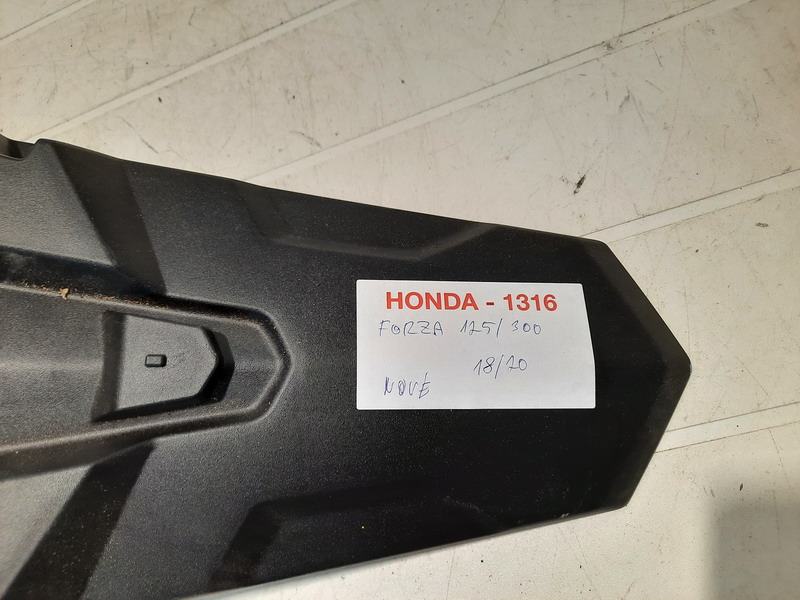 HONDA - 1316
FORZA 125/300
18/20
NOVÉ